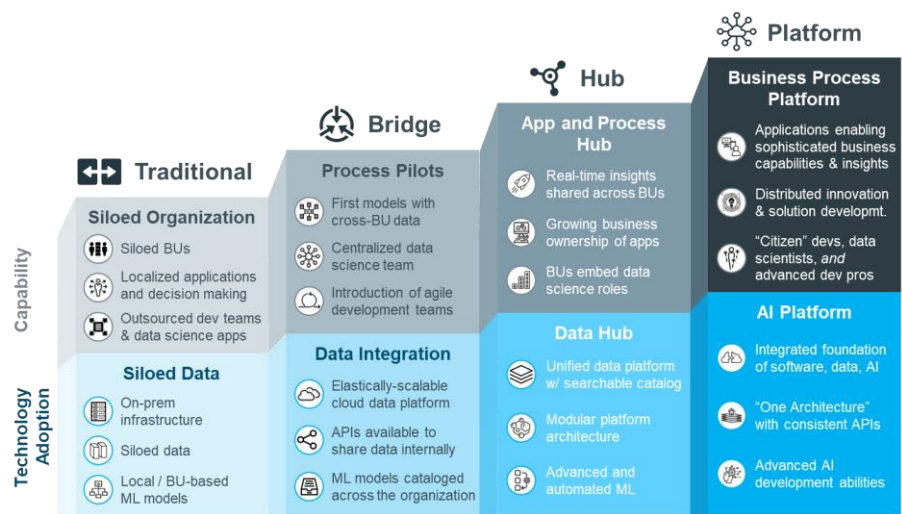 Traditional
Siloed Organization
Siloed BUs
Localized applications
and decision making
Outsourced dev teams
& data science apps
Siloed Data
On-prem
infrastructure
Siloed data
Local / BU-based
ML models
Bridge
Process Pilots
First models with
cross-BU data
Centralized data
science team
Introduction of agile
development teams
Data Integration
Elastically-scalable
cloud data platform
APIs available to
share data internally
ML models cataloged
across the organization
Hub
App and Process
Hub
Real-time insights
shared across BUs
Growing business
ownership of apps
BUs embed data
science roles
Data Hub
Unified data platform
w/ searchable catalog
Modular platform
architecture
Advanced and
automated ML
Platform
Business Process
Platform
Applications enabling
sophisticated business
capabilities & insights
Distributed innovation
& solution developmt.
“Citizen” devs, data
scientists, and
advanced dev pros
AI Platform
Integrated foundation
of software, data, AI
“One Architecture”
with consistent APIs
Advanced AI
development abilities
Capability
Technology
Adoption